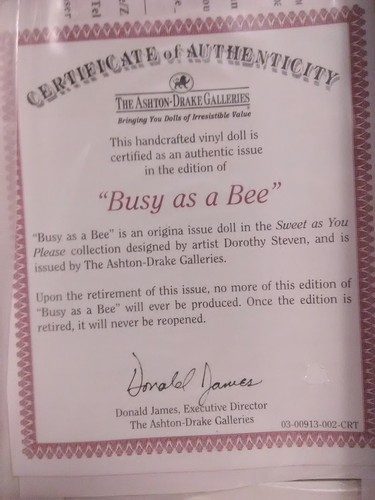 CERTIFICATE of AUTHENTICITY
THE ASHTON-DRAKE GALLERIES
Bringing You Dolls of Irresistible Value
This handcrafted vinyl doll is
certified as an authentic issue
in the edition of
"Busy as a Bee"
"Busy as a Bee" is an origina issue doll in the Sweet as You
Please collection designed by artist Dorothy Steven, and is
issued by The Ashton-Drake Galleries.
Upon the retirement of this issue, no more of this edition of
"Busy as a Bee" will ever be produced. Once the edition is
retired, it will never be reopened.
Donald James
Donald James, Executive Director
The Ashton-Drake Galleries
03-00913-002-CRT
Tel